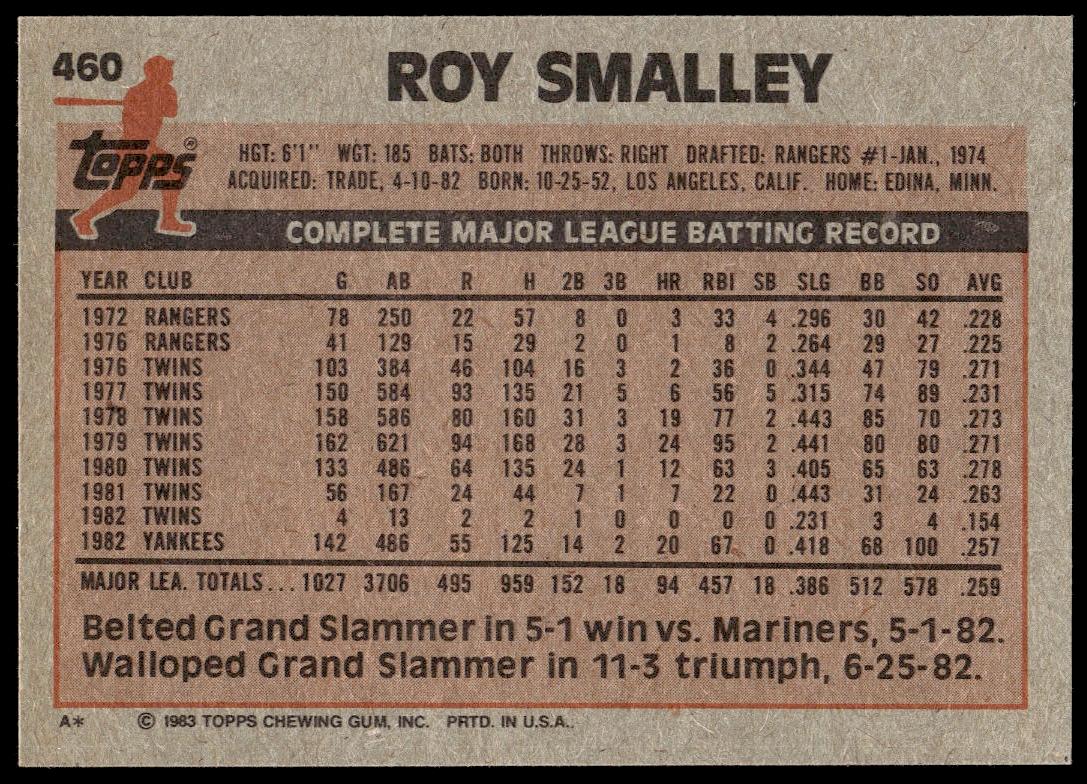 460
ROY SMALLEY
TOPPS®
HGT: 6'1" WGT: 185 BATS: BOTH THROWS: RIGHT DRAFTED: RANGERS #1-JAN., 1974
ACQUIRED: TRADE, 4-10-82 BORN: 10-25-52, LOS ANGELES, CALIF. HOME: EDINA, MINN.
COMPLETE MAJOR LEAGUE BATTING RECORD
YEAR CLUB G AB R H 2B 3B HR RBI SB SLG BB SO AVG
1972 RANGERS 78 250 22 57 8 0 3 33 4 .296 30 42 .228
1976 RANGERS 41 129 15 29 2 0 1 8 2 .264 29 27 .225
1976 TWINS 103 384 46 104 16 3 2 36 0 .344 47 79 .271
1977 TWINS 150 584 93 135 21 5 6 56 5 .315 74 89 .231
1978 TWINS 158 586 80 160 31 3 19 77 2 .443 85 70 .273
1979 TWINS 162 621 94 168 28 3 24 95 2 .441 80 80 .271
1980 TWINS 133 486 64 135 24 1 12 63 3 .405 65 63 .278
1981 TWINS 56 167 24 44 7 1 7 22 0 .443 31 24 .263
1982 TWINS 4 13 2 2 1 0 0 0 0 .231 3 4 .154
1982 YANKEES 142 486 55 125 14 2 20 67 0 .418 68 100 .257
MAJOR LEA. TOTALS... 1027 3706 495 959 152 18 94 457 18 .386 512 578 .259
Belted Grand Slammer in 5-1 win vs. Mariners, 5-1-82.
Walloped Grand Slammer in 11-3 triumph, 6-25-82.
A* © 1983 TOPPS CHEWING GUM, INC. PRTD. IN U.S.A.